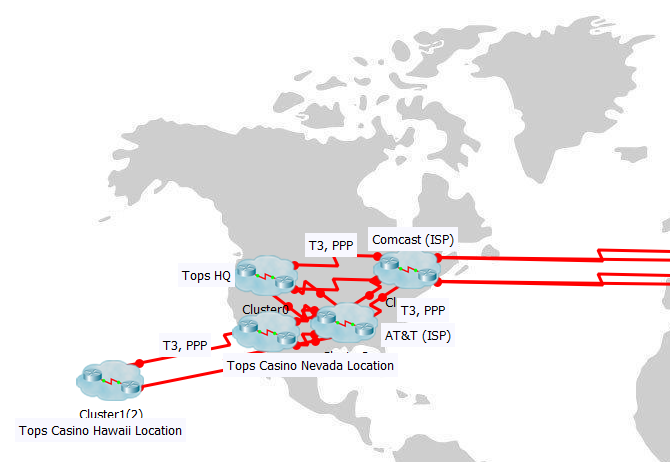 Comcast (ISP)
T3, PPP
Tops HQ
Cluster0
T3, PPP
AT&T (ISP)
T3, PPP
Tops Casino Nevada Location
Cluster1(2)
Tops Casino Hawaii Location